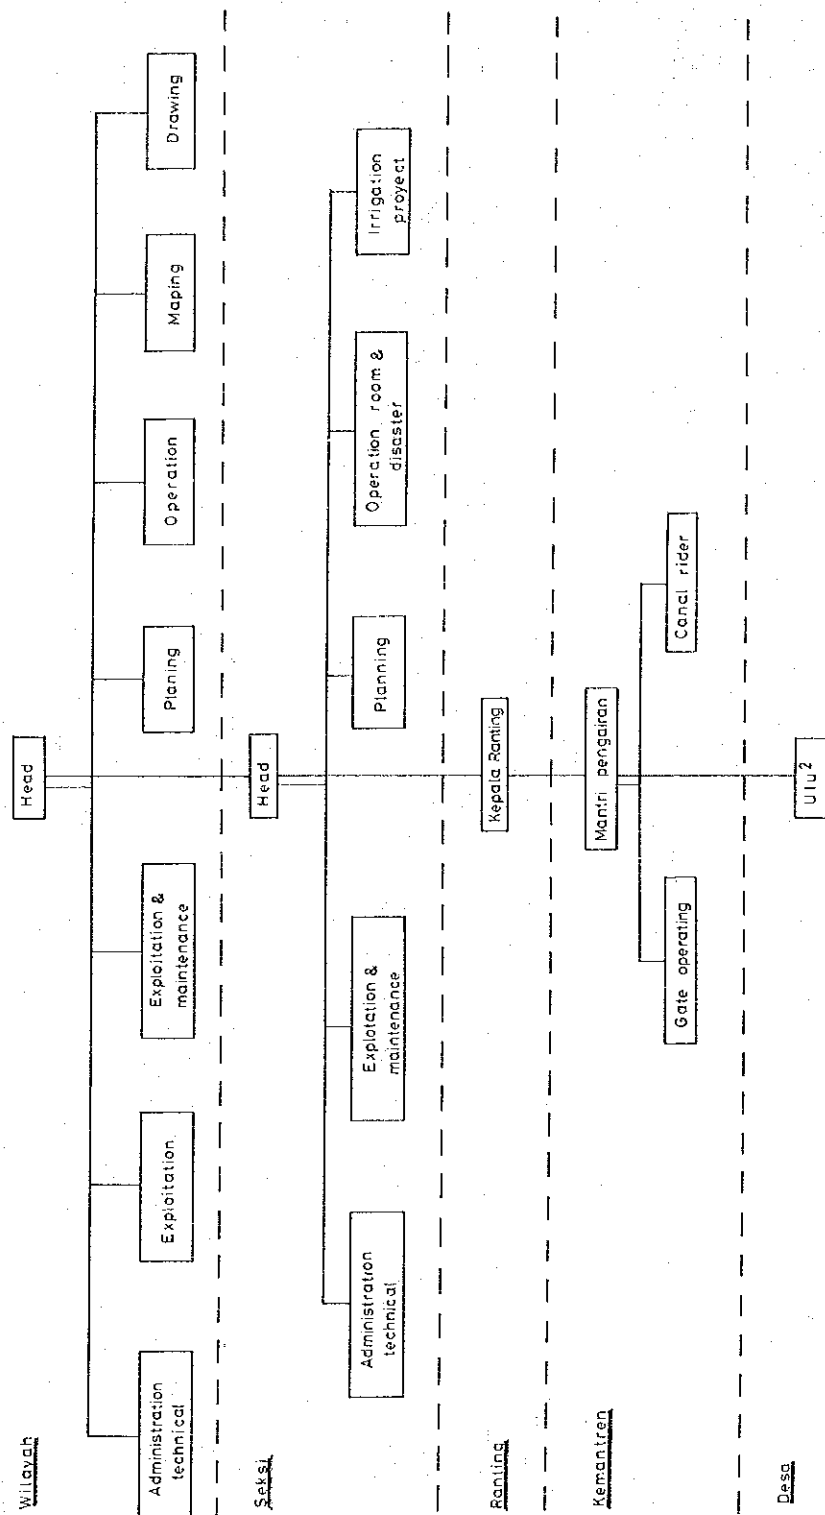 Wilayah
Head
Administration
technical
Exploitation
Exploitation &
maintenance
Planing
Operation
Maping
Drawing
Seksi
Head
Administration
technical
Explotation &
maintenance
Planning
Operation room &
disaster
Irrigation
proyect
Ranting
Kepala Ranting
Kemantren
Mantri pengairan
Gate operating
Canal rider
Desa
Ulu²